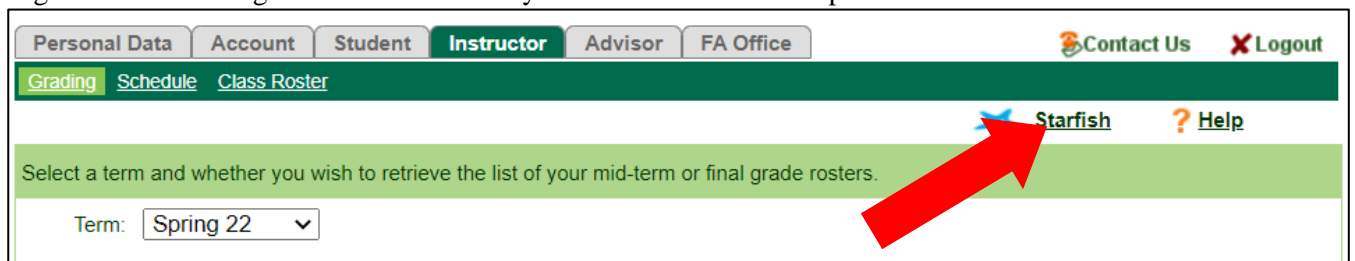 Personal Data Account Student Instructor Advisor FA Office Contact Us Logout
Grading Schedule Class Roster
Starfish ? Help
Select a term and whether you wish to retrieve the list of your mid-term or final grade rosters.
Term: Spring 22